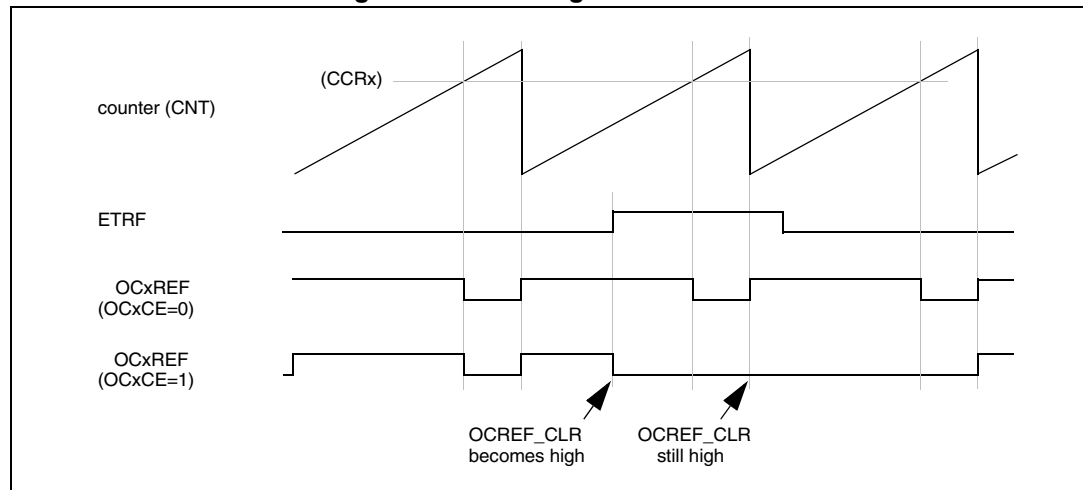 (CCRx)
counter (CNT)
ETRF
OCxREF
(OCxCE=0)
OCxREF
(OCxCE=1)
OCREF_CLR
becomes high
OCREF_CLR
still high